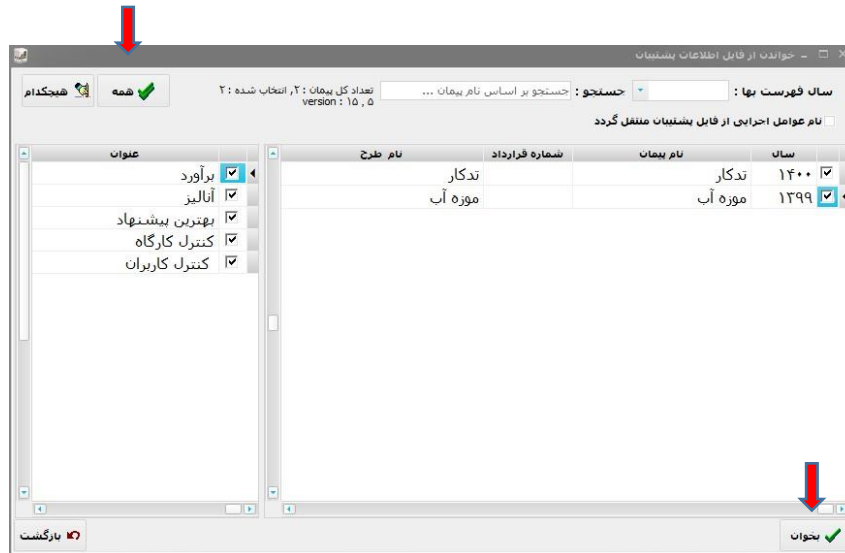 خواندن از فایل اطلاعات پشتیبان
سال فهرست بها :
جستجو :
جستجو بر اساس نام پیمان ...
تعداد کل پیمان : ۲, انتخاب شده : ۲
version : ۱۵ , ۵
همه
هیچکدام
نام عوامل اجرایی از فایل پشتیبان منتقل گردد
سال نام پیمان شماره قرارداد نام طرح
۱۴۰۰ تدکار تدکار
۱۳۹۹ موزه آب موزه آب
عنوان
برآورد
آنالیز
بهترین پیشنهاد
کنترل کارگاه
کنترل کاربران
بخوان
بازگشت